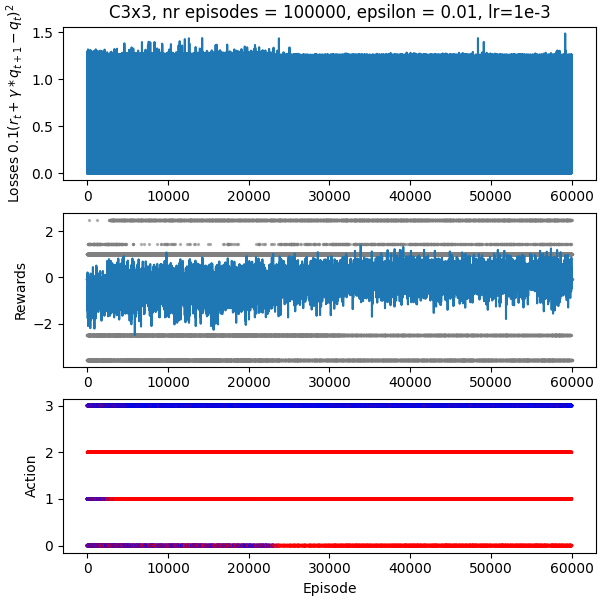 C3x3, nr episodes = 100000, epsilon = 0.01, lr=1e-3
Losses 0.1(r_t + γ * q_{t+1} − q_t)^2
1.5
1.0
0.5
0.0
0 10000 20000 30000 40000 50000 60000
Rewards
2
0
−2
0 10000 20000 30000 40000 50000 60000
Action
3
2
1
0
0 10000 20000 30000 40000 50000 60000
Episode